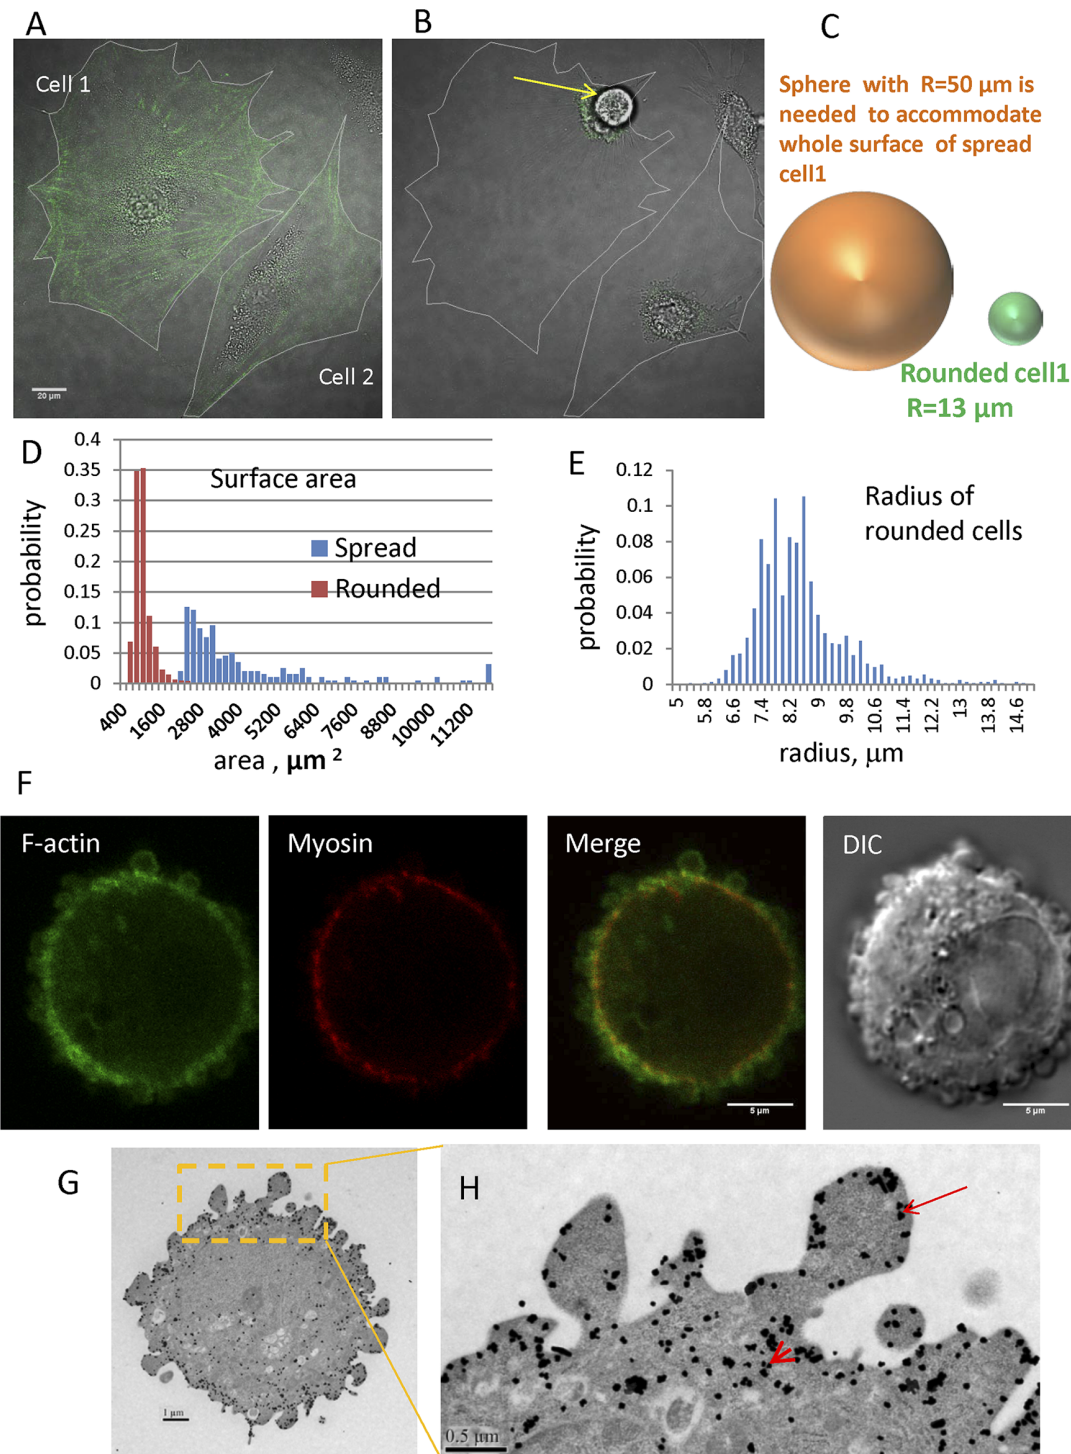 A
Cell 1
Cell 2
20 µm
B
C
Sphere with R=50 µm is
needed to accommodate
whole surface of spread
cell1
Rounded cell1
R=13 µm
D
Surface area
Spread
Rounded
probability
0.4
0.35
0.3
0.25
0.2
0.15
0.1
0.05
0
400
1600
2800
4000
5200
6400
7600
8800
10000
11200
area , µm 2
E
Radius of
rounded cells
probability
0.12
0.1
0.08
0.06
0.04
0.02
0
5
5.8
6.6
7.4
8.2
9
9.8
10.6
11.4
12.2
13
13.8
14.6
radius, µm
F
F-actin
Myosin
Merge
5 µm
DIC
5 µm
G
1 µm
H
0.5 µm